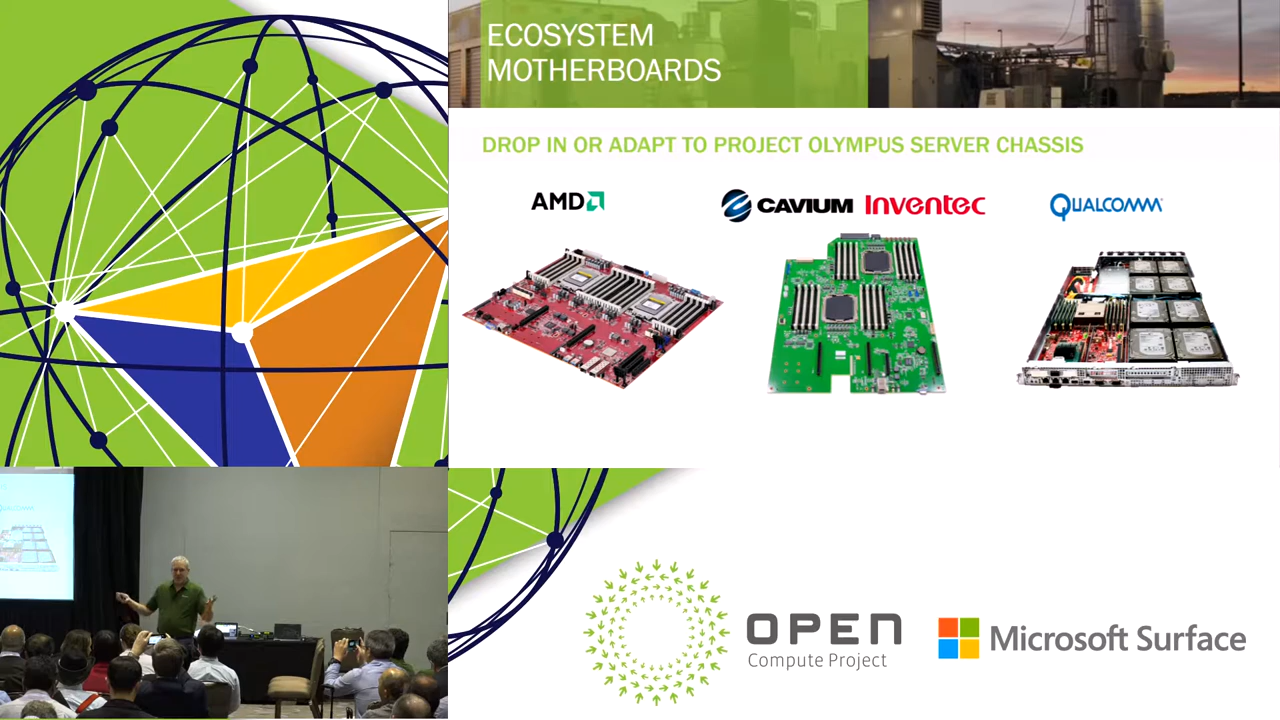 ECOSYSTEM
MOTHERBOARDS
DROP IN OR ADAPT TO PROJECT OLYMPUS SERVER CHASSIS
AMD
CAVIUM Inventec
QUALCOMM
QUALCOMM
OPEN
Compute Project
Microsoft Surface